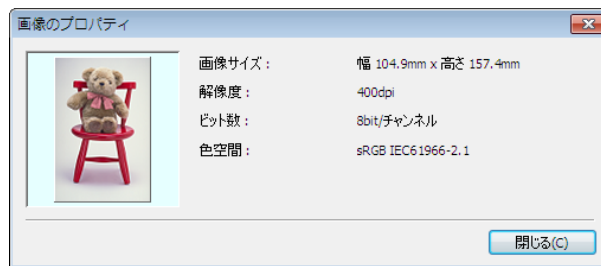 画像のプロパティ
画像サイズ： 幅 104.9mm x 高さ 157.4mm
解像度： 400dpi
ビット数： 8bit/チャンネル
色空間： sRGB IEC61966-2.1
閉じる(C)